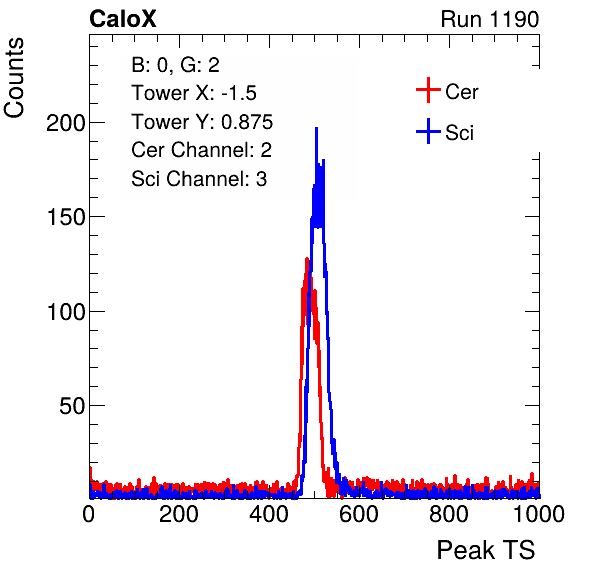 CaloX Run 1190
Counts
B: 0, G: 2
Tower X: -1.5
Tower Y: 0.875
Cer Channel: 2
Sci Channel: 3
Cer
Sci
200
150
100
50
0 200 400 600 800 1000
Peak TS